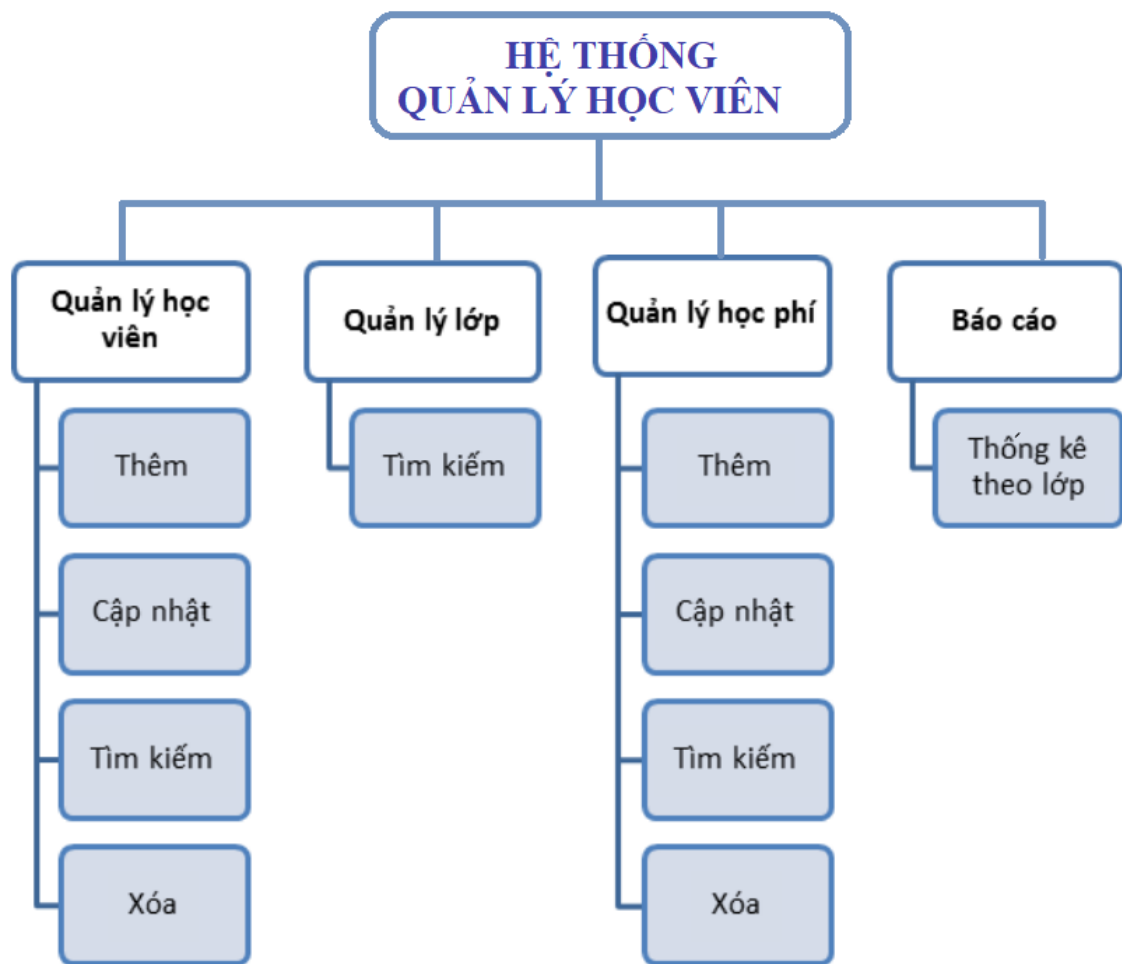 HỆ THỐNG
QUẢN LÝ HỌC VIÊN
Quản lý học
viên
Thêm
Cập nhật
Tìm kiếm
Xóa
Quản lý lớp
Tìm kiếm
Quản lý học phí
Thêm
Cập nhật
Tìm kiếm
Xóa
Báo cáo
Thống kê
theo lớp